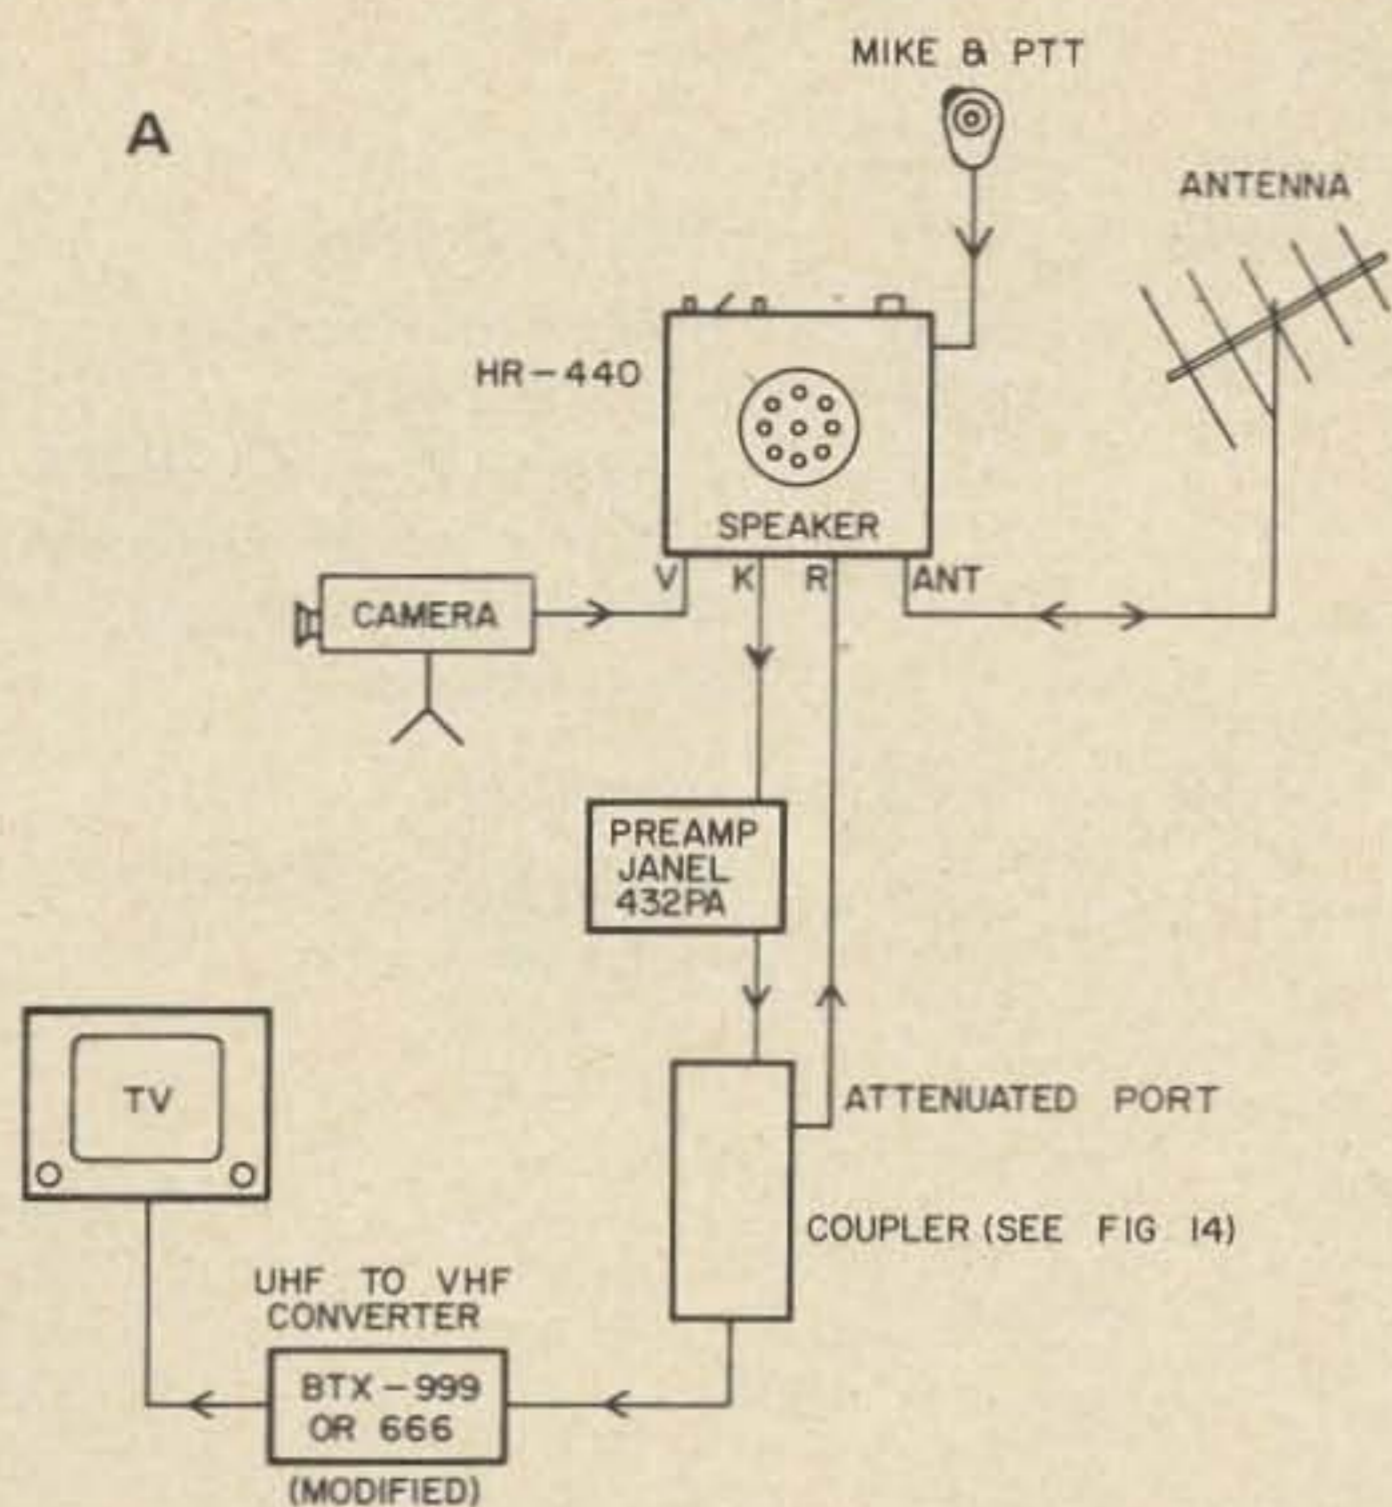 MIKE & PTT
A
ANTENNA
HR-440
SPEAKER
V K R ANT
CAMERA
PREAMP
JANEL
432PA
TV
ATTENUATED PORT
COUPLER (SEE FIG 14)
UHF TO VHF
CONVERTER
BTX-999
OR 666
(MODIFIED)